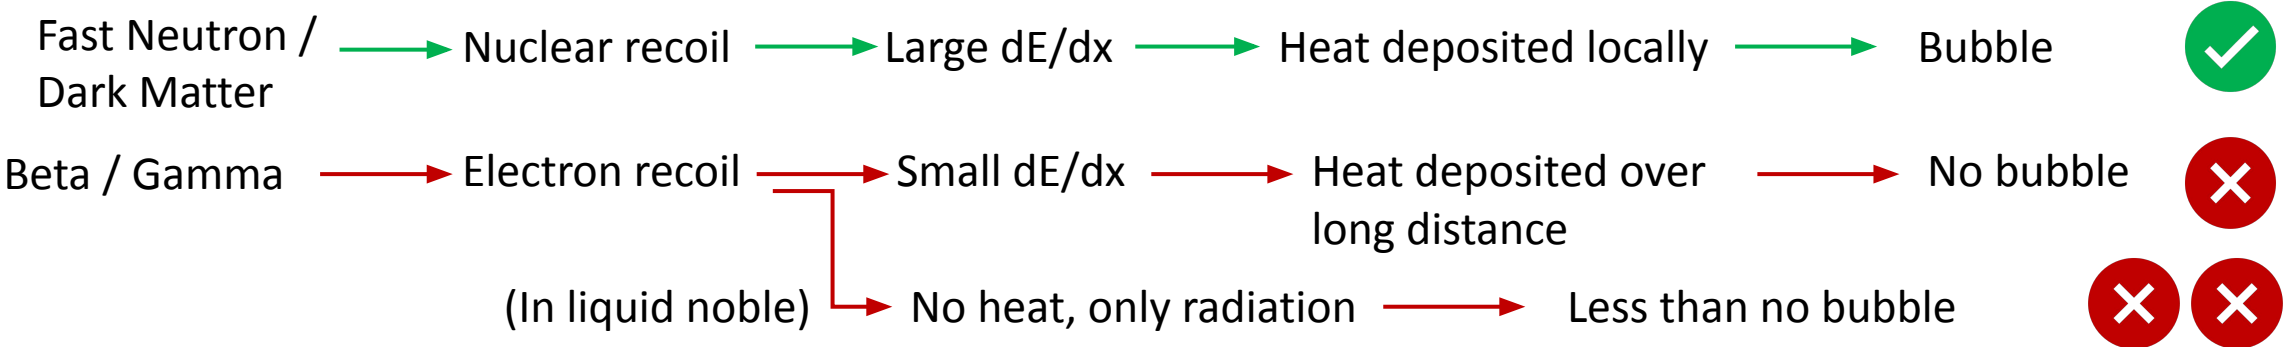 Fast Neutron / Dark Matter Nuclear recoil Large dE/dx Heat deposited locally Bubble
Beta / Gamma Electron recoil Small dE/dx Heat deposited over long distance No bubble
(In liquid noble) No heat, only radiation Less than no bubble